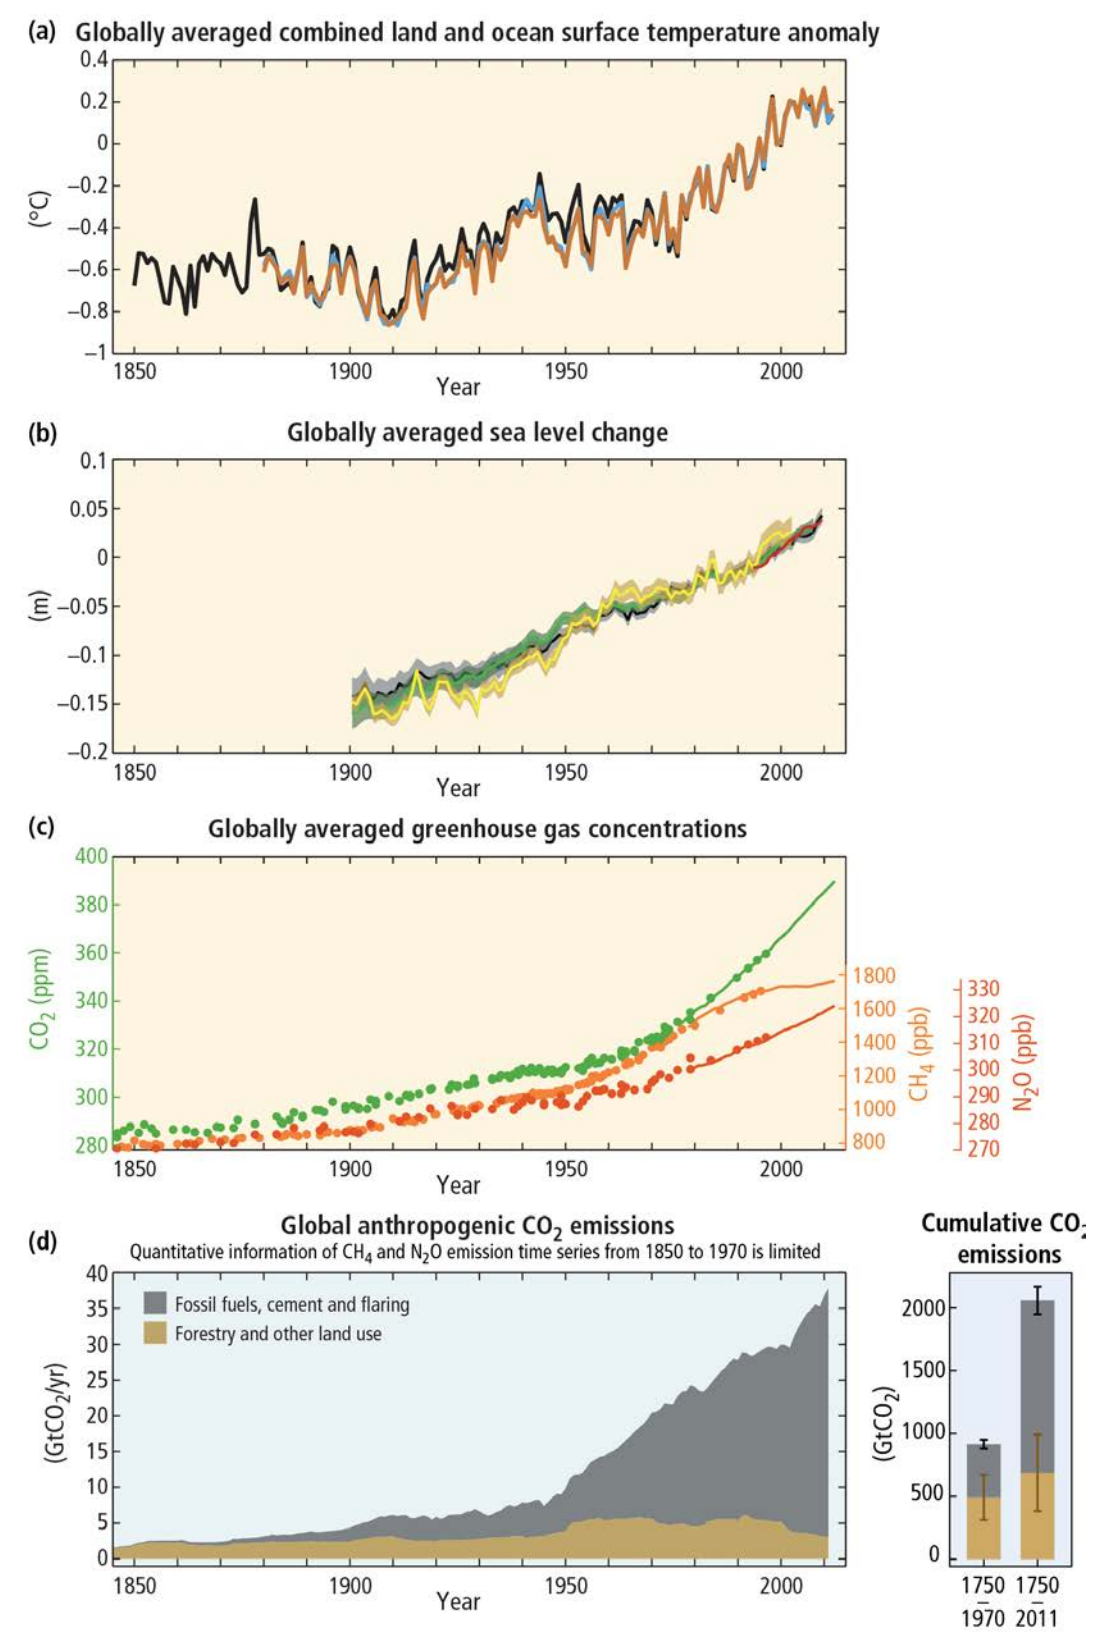 (a) Globally averaged combined land and ocean surface temperature anomaly
0.4
0.2
0
−0.2
−0.4
−0.6
−0.8
−1
(°C)
1850 1900 1950 2000
Year
(b) Globally averaged sea level change
0.1
0.05
0
−0.05
−0.1
−0.15
−0.2
(m)
1850 1900 1950 2000
Year
(c) Globally averaged greenhouse gas concentrations
400
380
360
340
320
300
280
CO2 (ppm)
1800
1600
1400
1200
1000
800
CH4 (ppb)
330
320
310
300
290
280
270
N2O (ppb)
1850 1900 1950 2000
Year
(d) Global anthropogenic CO2 emissions
Quantitative information of CH4 and N2O emission time series from 1850 to 1970 is limited
40
35
30
25
20
15
10
5
0
(GtCO2/yr)
Fossil fuels, cement and flaring
Forestry and other land use
1850 1900 1950 2000
Year
Cumulative CO2
emissions
2000
1500
1000
500
0
(GtCO2)
1750 1750
– –
1970 2011